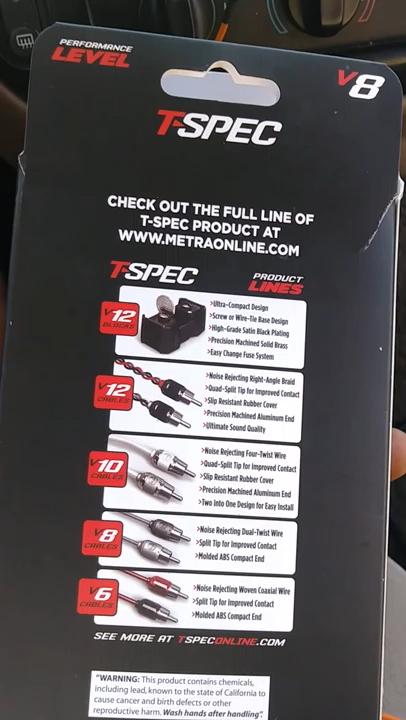 PERFORMANCE
LEVEL
V8
T-SPEC
CHECK OUT THE FULL LINE OF
T-SPEC PRODUCT AT
WWW.METRAONLINE.COM
T-SPEC
PRODUCT
LINES
V12
BLOCKS
>Ultra-Compact Design
>Screw or Wire-Tie Base Design
>High-Grade Satin Black Plating
>Precision Machined Solid Brass
>Easy Change Fuse System
V12
CABLES
>Noise Rejecting Right-Angle Braid
>Quad-Split Tip for Improved Contact
>Slip Resistant Rubber Cover
>Precision Machined Aluminum End
>Ultimate Sound Quality
V10
CABLES
>Noise Rejecting Four-Twist Wire
>Quad-Split Tip for Improved Contact
>Slip Resistant Rubber Cover
>Precision Machined Aluminum End
>Two Into One Design for Easy Install
V8
CABLES
>Noise Rejecting Dual-Twist Wire
>Split Tip for Improved Contact
>Molded ABS Compact End
V6
CABLES
>Noise Rejecting Woven Coaxial Wire
>Split Tip for Improved Contact
>Molded ABS Compact End
SEE MORE AT TSPECONLINE.COM
"WARNING: This product contains chemicals,
including lead, known to the state of California to
cause cancer and birth defects or other
reproductive harm. Wash hands after handling".